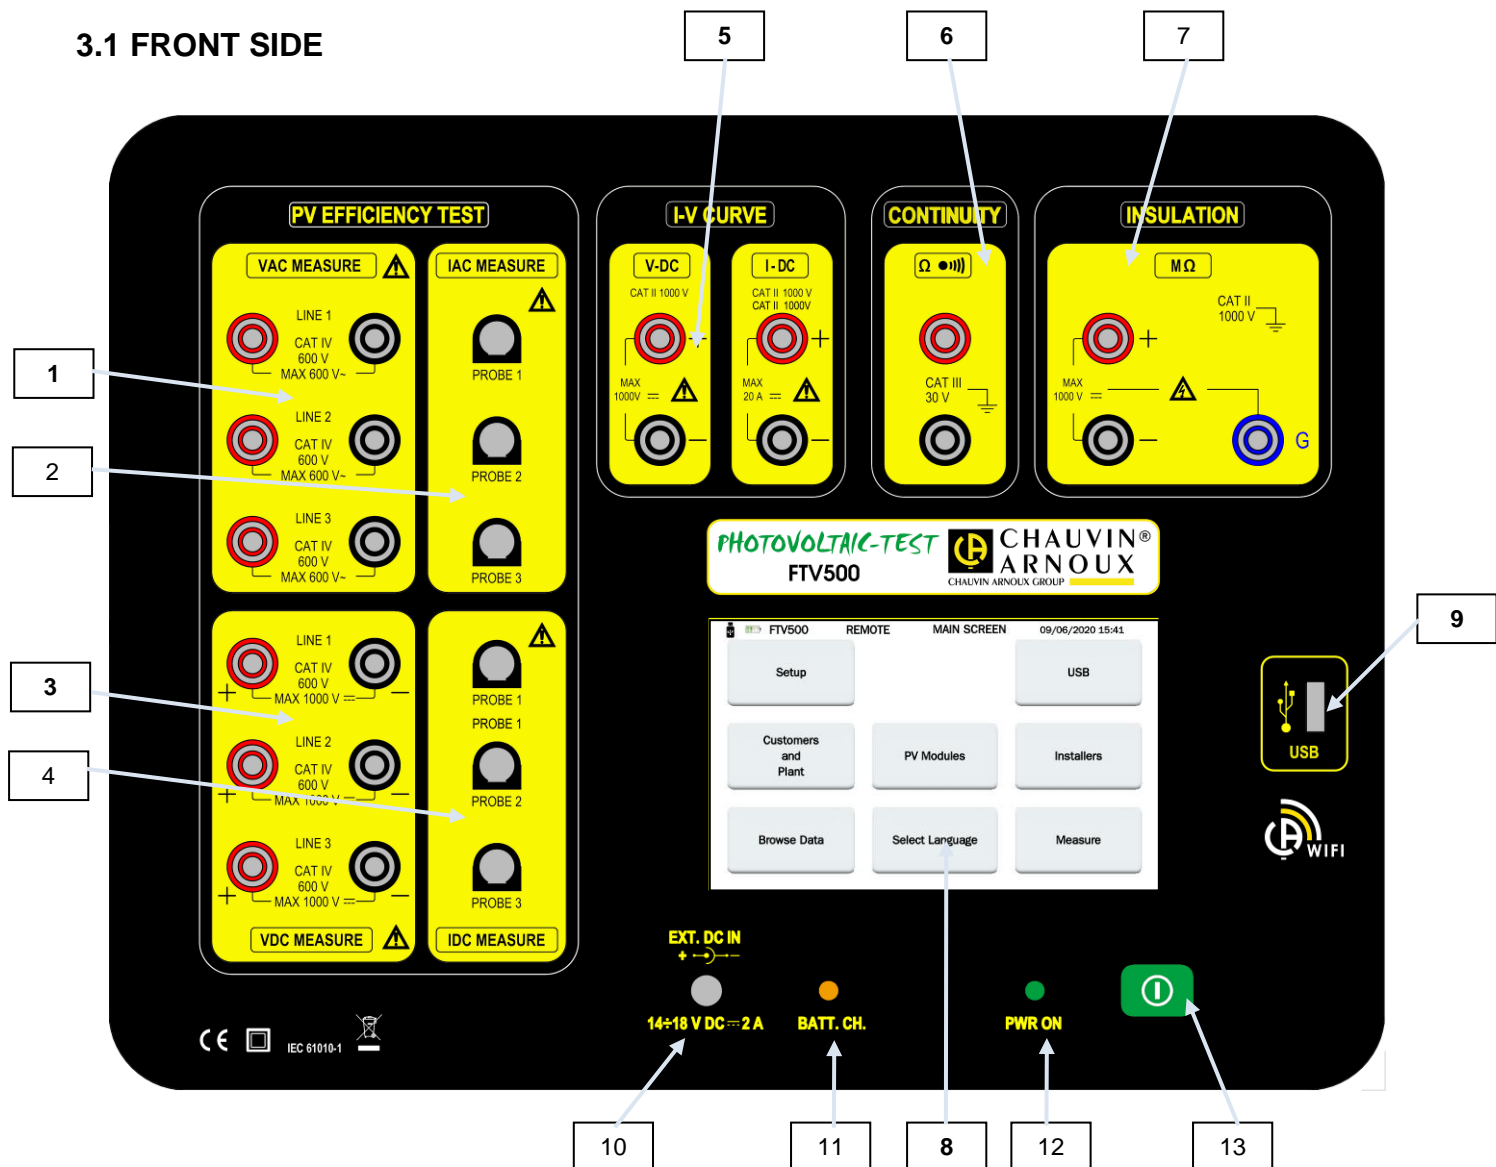 3.1 FRONT SIDE
5
6
7
PV EFFICIENCY TEST
VAC MEASURE
IAC MEASURE
LINE 1
CAT IV
600 V
MAX 600 V~
LINE 2
CAT IV
600 V
MAX 600 V~
LINE 3
CAT IV
600 V
MAX 600 V~
PROBE 1
PROBE 2
PROBE 3
1
2
LINE 1
CAT IV
600 V
+ MAX 1000 V ⎓ −
LINE 2
CAT IV
600 V
+ MAX 1000 V ⎓ −
LINE 3
CAT IV
600 V
+ MAX 1000 V ⎓ −
VDC MEASURE
PROBE 1
PROBE 1
PROBE 2
PROBE 3
IDC MEASURE
3
4
I-V CURVE
V-DC
CAT II 1000 V
+
MAX
1000V ⎓
−
I-DC
CAT II 1000 V
CAT II 1000V
+
MAX
20 A ⎓
−
CONTINUITY
Ω
CAT III
30 V
INSULATION
MΩ
CAT II
1000 V
+
MAX
1000 V ⎓
−
G
PHOTOVOLTAIC-TEST
FTV500
CHAUVIN®
ARNOUX
CHAUVIN ARNOUX GROUP
FTV500 REMOTE MAIN SCREEN 09/06/2020 15:41
Setup
USB
Customers
and
Plant
PV Modules
Installers
Browse Data
Select Language
Measure
9
USB
WIFI
EXT. DC IN
+ −
14÷18 V DC ⎓ 2 A
BATT. CH.
PWR ON
CE
IEC 61010-1
10
11
8
12
13